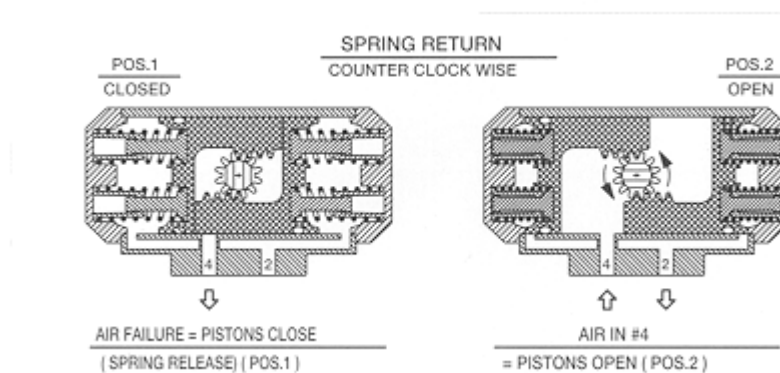 SPRING RETURN
COUNTER CLOCK WISE
POS.1
CLOSED
POS.2
OPEN
4
2
4
2
AIR FAILURE = PISTONS CLOSE
( SPRING RELEASE) ( POS.1 )
AIR IN #4
= PISTONS OPEN ( POS.2 )